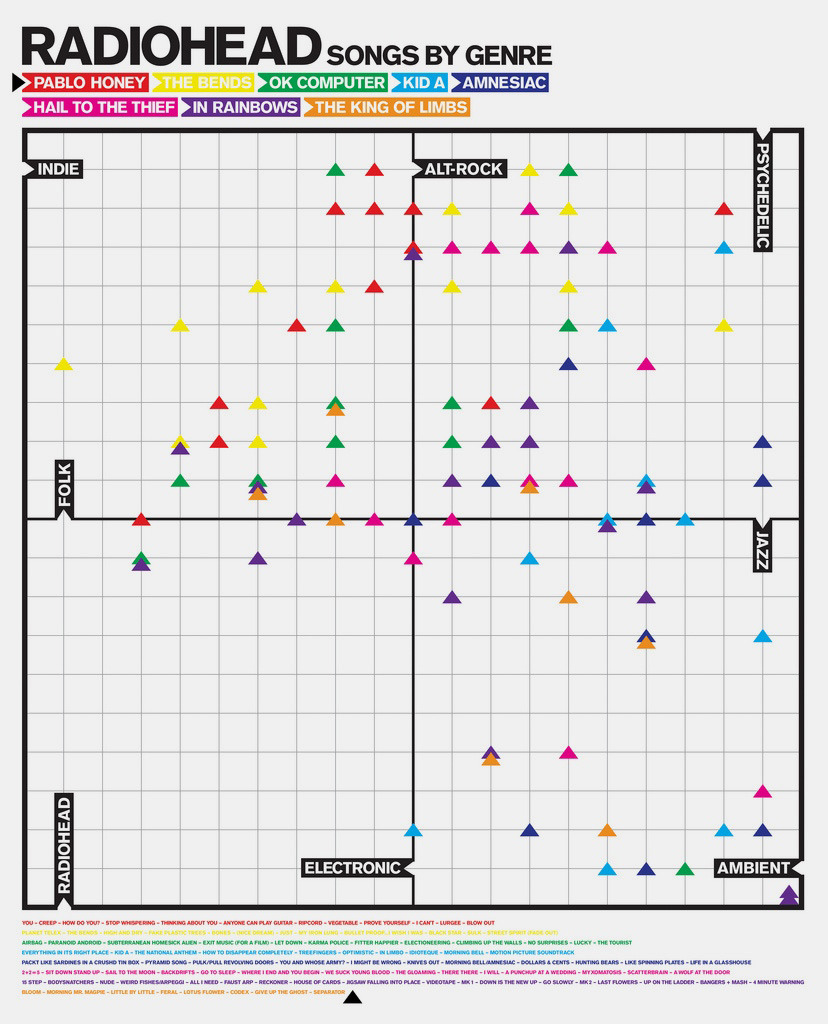 RADIOHEAD SONGS BY GENRE
PABLO HONEY THE BENDS OK COMPUTER KID A AMNESIAC
HAIL TO THE THIEF IN RAINBOWS THE KING OF LIMBS
INDIE
ALT-ROCK
PSYCHEDELIC
FOLK
JAZZ
RADIOHEAD
ELECTRONIC
AMBIENT
YOU – CREEP – HOW DO YOU? – STOP WHISPERING – THINKING ABOUT YOU – ANYONE CAN PLAY GUITAR – RIPCORD – VEGETABLE – PROVE YOURSELF – I CAN'T – LURGEE – BLOW OUT
PLANET TELEX – THE BENDS – HIGH AND DRY – FAKE PLASTIC TREES – BONES – (NICE DREAM) – JUST – MY IRON LUNG – BULLET PROOF..I WISH I WAS – BLACK STAR – SULK – STREET SPIRIT (FADE OUT)
AIRBAG – PARANOID ANDROID – SUBTERRANEAN HOMESICK ALIEN – EXIT MUSIC (FOR A FILM) – LET DOWN – KARMA POLICE – FITTER HAPPIER – ELECTIONEERING – CLIMBING UP THE WALLS – NO SURPRISES – LUCKY – THE TOURIST
EVERYTHING IN ITS RIGHT PLACE – KID A – THE NATIONAL ANTHEM – HOW TO DISAPPEAR COMPLETELY – TREEFINGERS – OPTIMISTIC – IN LIMBO – IDIOTEQUE – MORNING BELL – MOTION PICTURE SOUNDTRACK
PACKT LIKE SARDINES IN A CRUSHD TIN BOX – PYRAMID SONG – PULK/PULL REVOLVING DOORS – YOU AND WHOSE ARMY? – I MIGHT BE WRONG – KNIVES OUT – MORNING BELL/AMNESIAC – DOLLARS & CENTS – HUNTING BEARS – LIKE SPINNING PLATES – LIFE IN A GLASSHOUSE
2+2=5 – SIT DOWN STAND UP – SAIL TO THE MOON – BACKDRIFTS – GO TO SLEEP – WHERE I END AND YOU BEGIN – WE SUCK YOUNG BLOOD – THE GLOAMING – THERE THERE – I WILL – A PUNCHUP AT A WEDDING – MYXOMATOSIS – SCATTERBRAIN – A WOLF AT THE DOOR
15 STEP – BODYSNATCHERS – NUDE – WEIRD FISHES/ARPEGGI – ALL I NEED – FAUST ARP – RECKONER – HOUSE OF CARDS – JIGSAW FALLING INTO PLACE – VIDEOTAPE – MK 1 – DOWN IS THE NEW UP – GO SLOWLY – MK 2 – LAST FLOWERS – UP ON THE LADDER – BANGERS + MASH – 4 MINUTE WARNING
BLOOM – MORNING MR. MAGPIE – LITTLE BY LITTLE – FERAL – LOTUS FLOWER – CODEX – GIVE UP THE GHOST – SEPARATOR